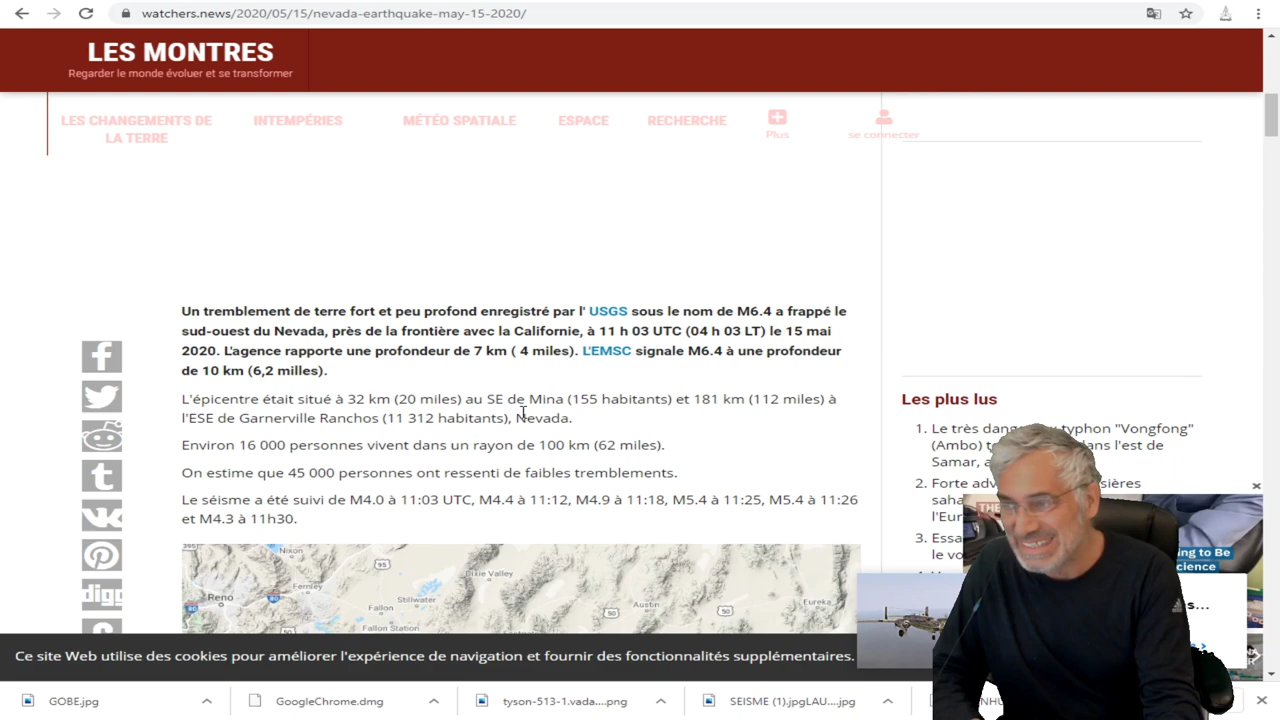 watchers.news/2020/05/15/nevada-earthquake-may-15-2020/
LES MONTRES
Regarder le monde évoluer et se transformer
LES CHANGEMENTS DE
LA TERRE
INTEMPÉRIES
MÉTÉO SPATIALE
ESPACE
RECHERCHE
Plus
se connecter
Un tremblement de terre fort et peu profond enregistré par l' USGS sous le nom de M6.4 a frappé le
sud-ouest du Nevada, près de la frontière avec la Californie, à 11 h 03 UTC (04 h 03 LT) le 15 mai
2020. L'agence rapporte une profondeur de 7 km ( 4 miles). L'EMSC signale M6.4 à une profondeur
de 10 km (6,2 milles).
L'épicentre était situé à 32 km (20 miles) au SE de Mina (155 habitants) et 181 km (112 miles) à
l'ESE de Garnerville Ranchos (11 312 habitants), Nevada.
Environ 16 000 personnes vivent dans un rayon de 100 km (62 miles).
On estime que 45 000 personnes ont ressenti de faibles tremblements.
Le séisme a été suivi de M4.0 à 11:03 UTC, M4.4 à 11:12, M4.9 à 11:18, M5.4 à 11:25, M5.4 à 11:26
et M4.3 à 11h30.
Les plus lus
1. Le très dangereux typhon "Vongfong"
(Ambo) dans l'est de
Samar,
2. Forte
3.
le
THE
ing to Be
cience
s...
395
Nixon
95
Dixie Valley
Reno
80
Fernley
Stillwater
50
Fallon
Austin
50
Eureka
80
50
Fallon Station
digg
Ce site Web utilise des cookies pour améliorer l'expérience de navigation et fournir des fonctionnalités supplémentaires.
GOBE.jpg
GoogleChrome.dmg
tyson-513-1.vada....png
SEISME (1).jpgLAU....jpg